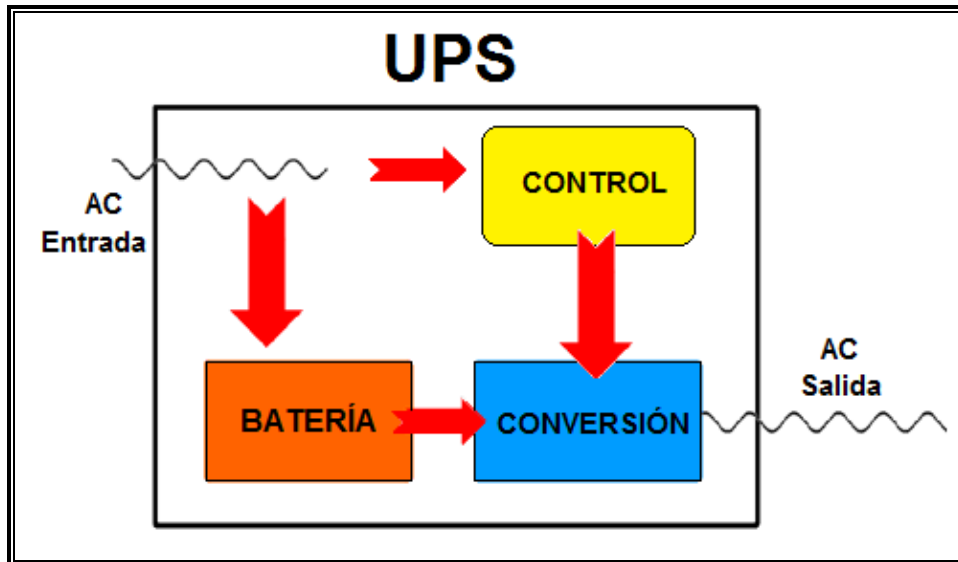 UPS
CONTROL
AC
Entrada
BATERÍA
CONVERSIÓN
AC
Salida